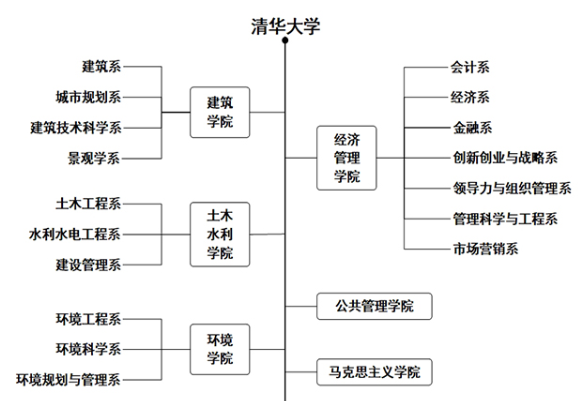 清华大学
建筑系
城市规划系
建筑技术科学系
景观学系
建筑
学院
土木工程系
水利水电工程系
建设管理系
土木
水利
学院
环境工程系
环境科学系
环境规划与管理系
环境
学院
经济
管理
学院
会计系
经济系
金融系
创新创业与战略系
领导力与组织管理系
管理科学与工程系
市场营销系
公共管理学院
马克思主义学院